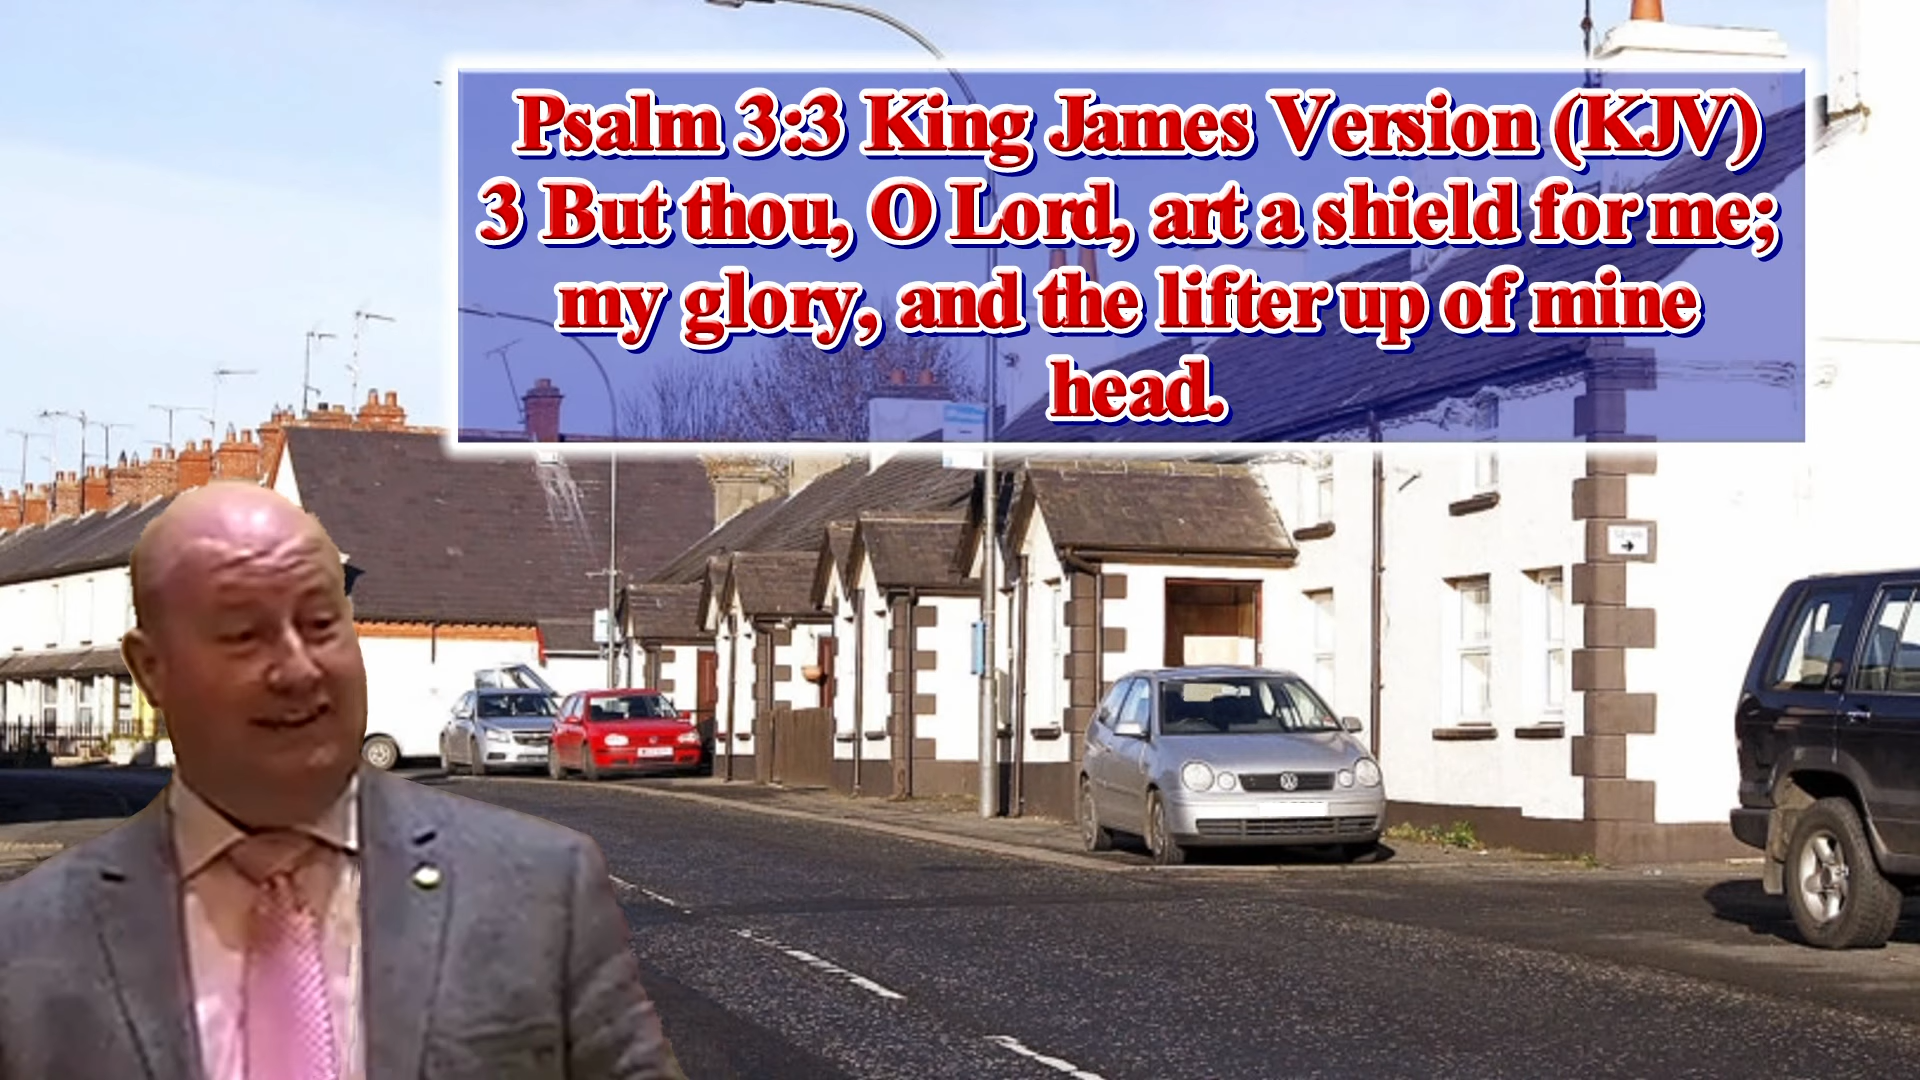 Psalm 3:3 King James Version (KJV)
3 But thou, O Lord, art a shield for me;
my glory, and the lifter up of mine
head.